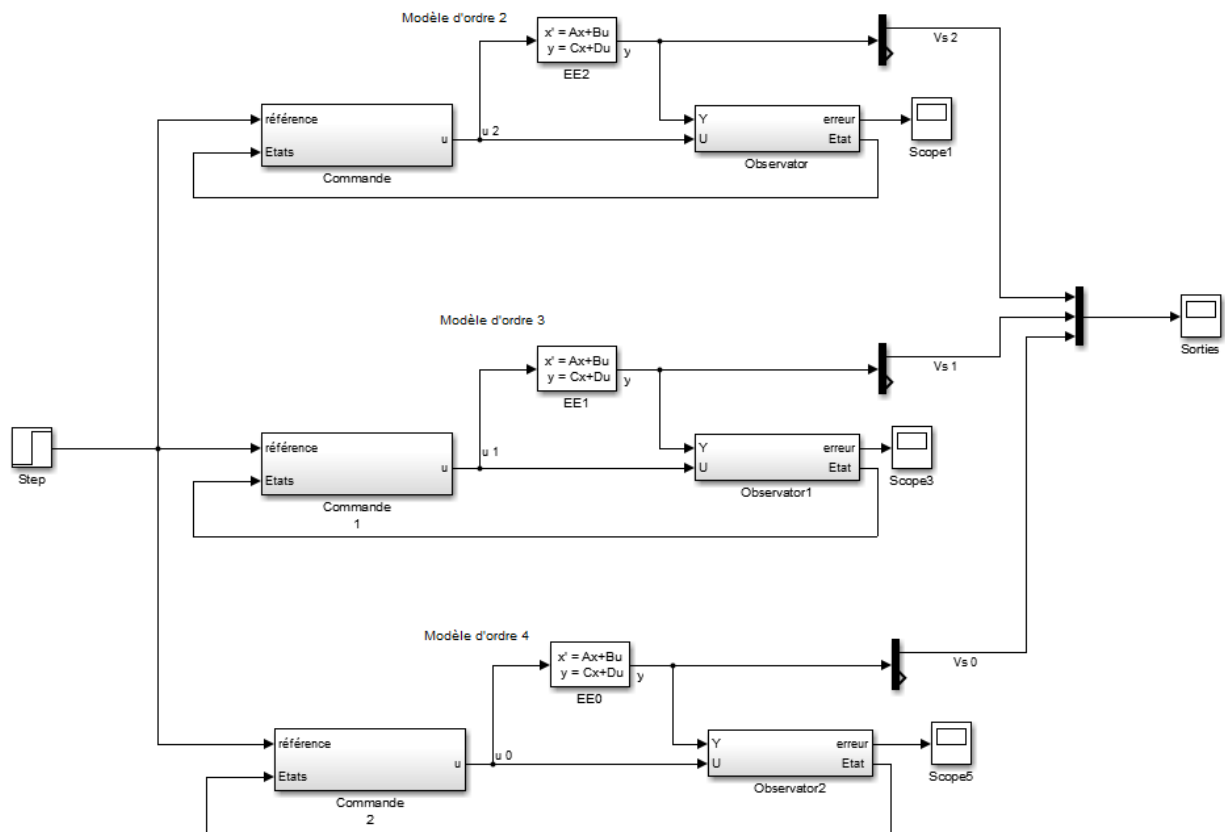 Modèle d'ordre 2
x' = Ax+Bu
y = Cx+Du
y
EE2
Vs 2
référence
Etats
u
Commande
u 2
Y
U
erreur
Etat
Observator
Scope1
Modèle d'ordre 3
x' = Ax+Bu
y = Cx+Du
y
EE1
Vs 1
Sorties
Step
référence
Etats
u
Commande
1
u 1
Y
U
erreur
Etat
Observator1
Scope3
Modèle d'ordre 4
x' = Ax+Bu
y = Cx+Du
y
EE0
Vs 0
référence
Etats
u
Commande
2
u 0
Y
U
erreur
Etat
Observator2
Scope5